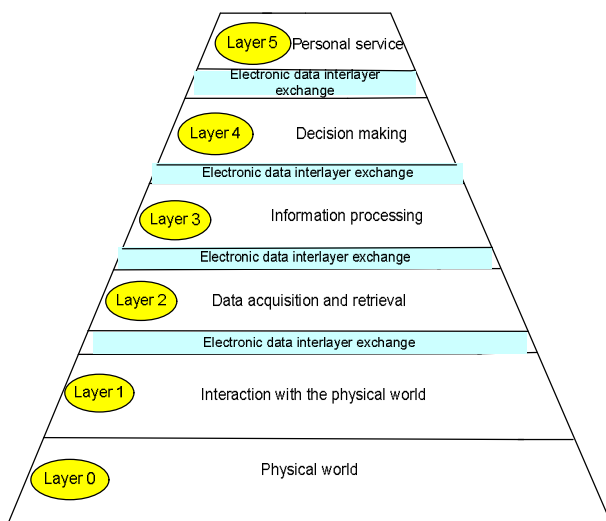 Layer 5 Personal service
Electronic data interlayer
exchange
Layer 4 Decision making
Electronic data interlayer exchange
Layer 3 Information processing
Electronic data interlayer exchange
Layer 2 Data acquisition and retrieval
Electronic data interlayer exchange
Layer 1 Interaction with the physical world
Layer 0 Physical world